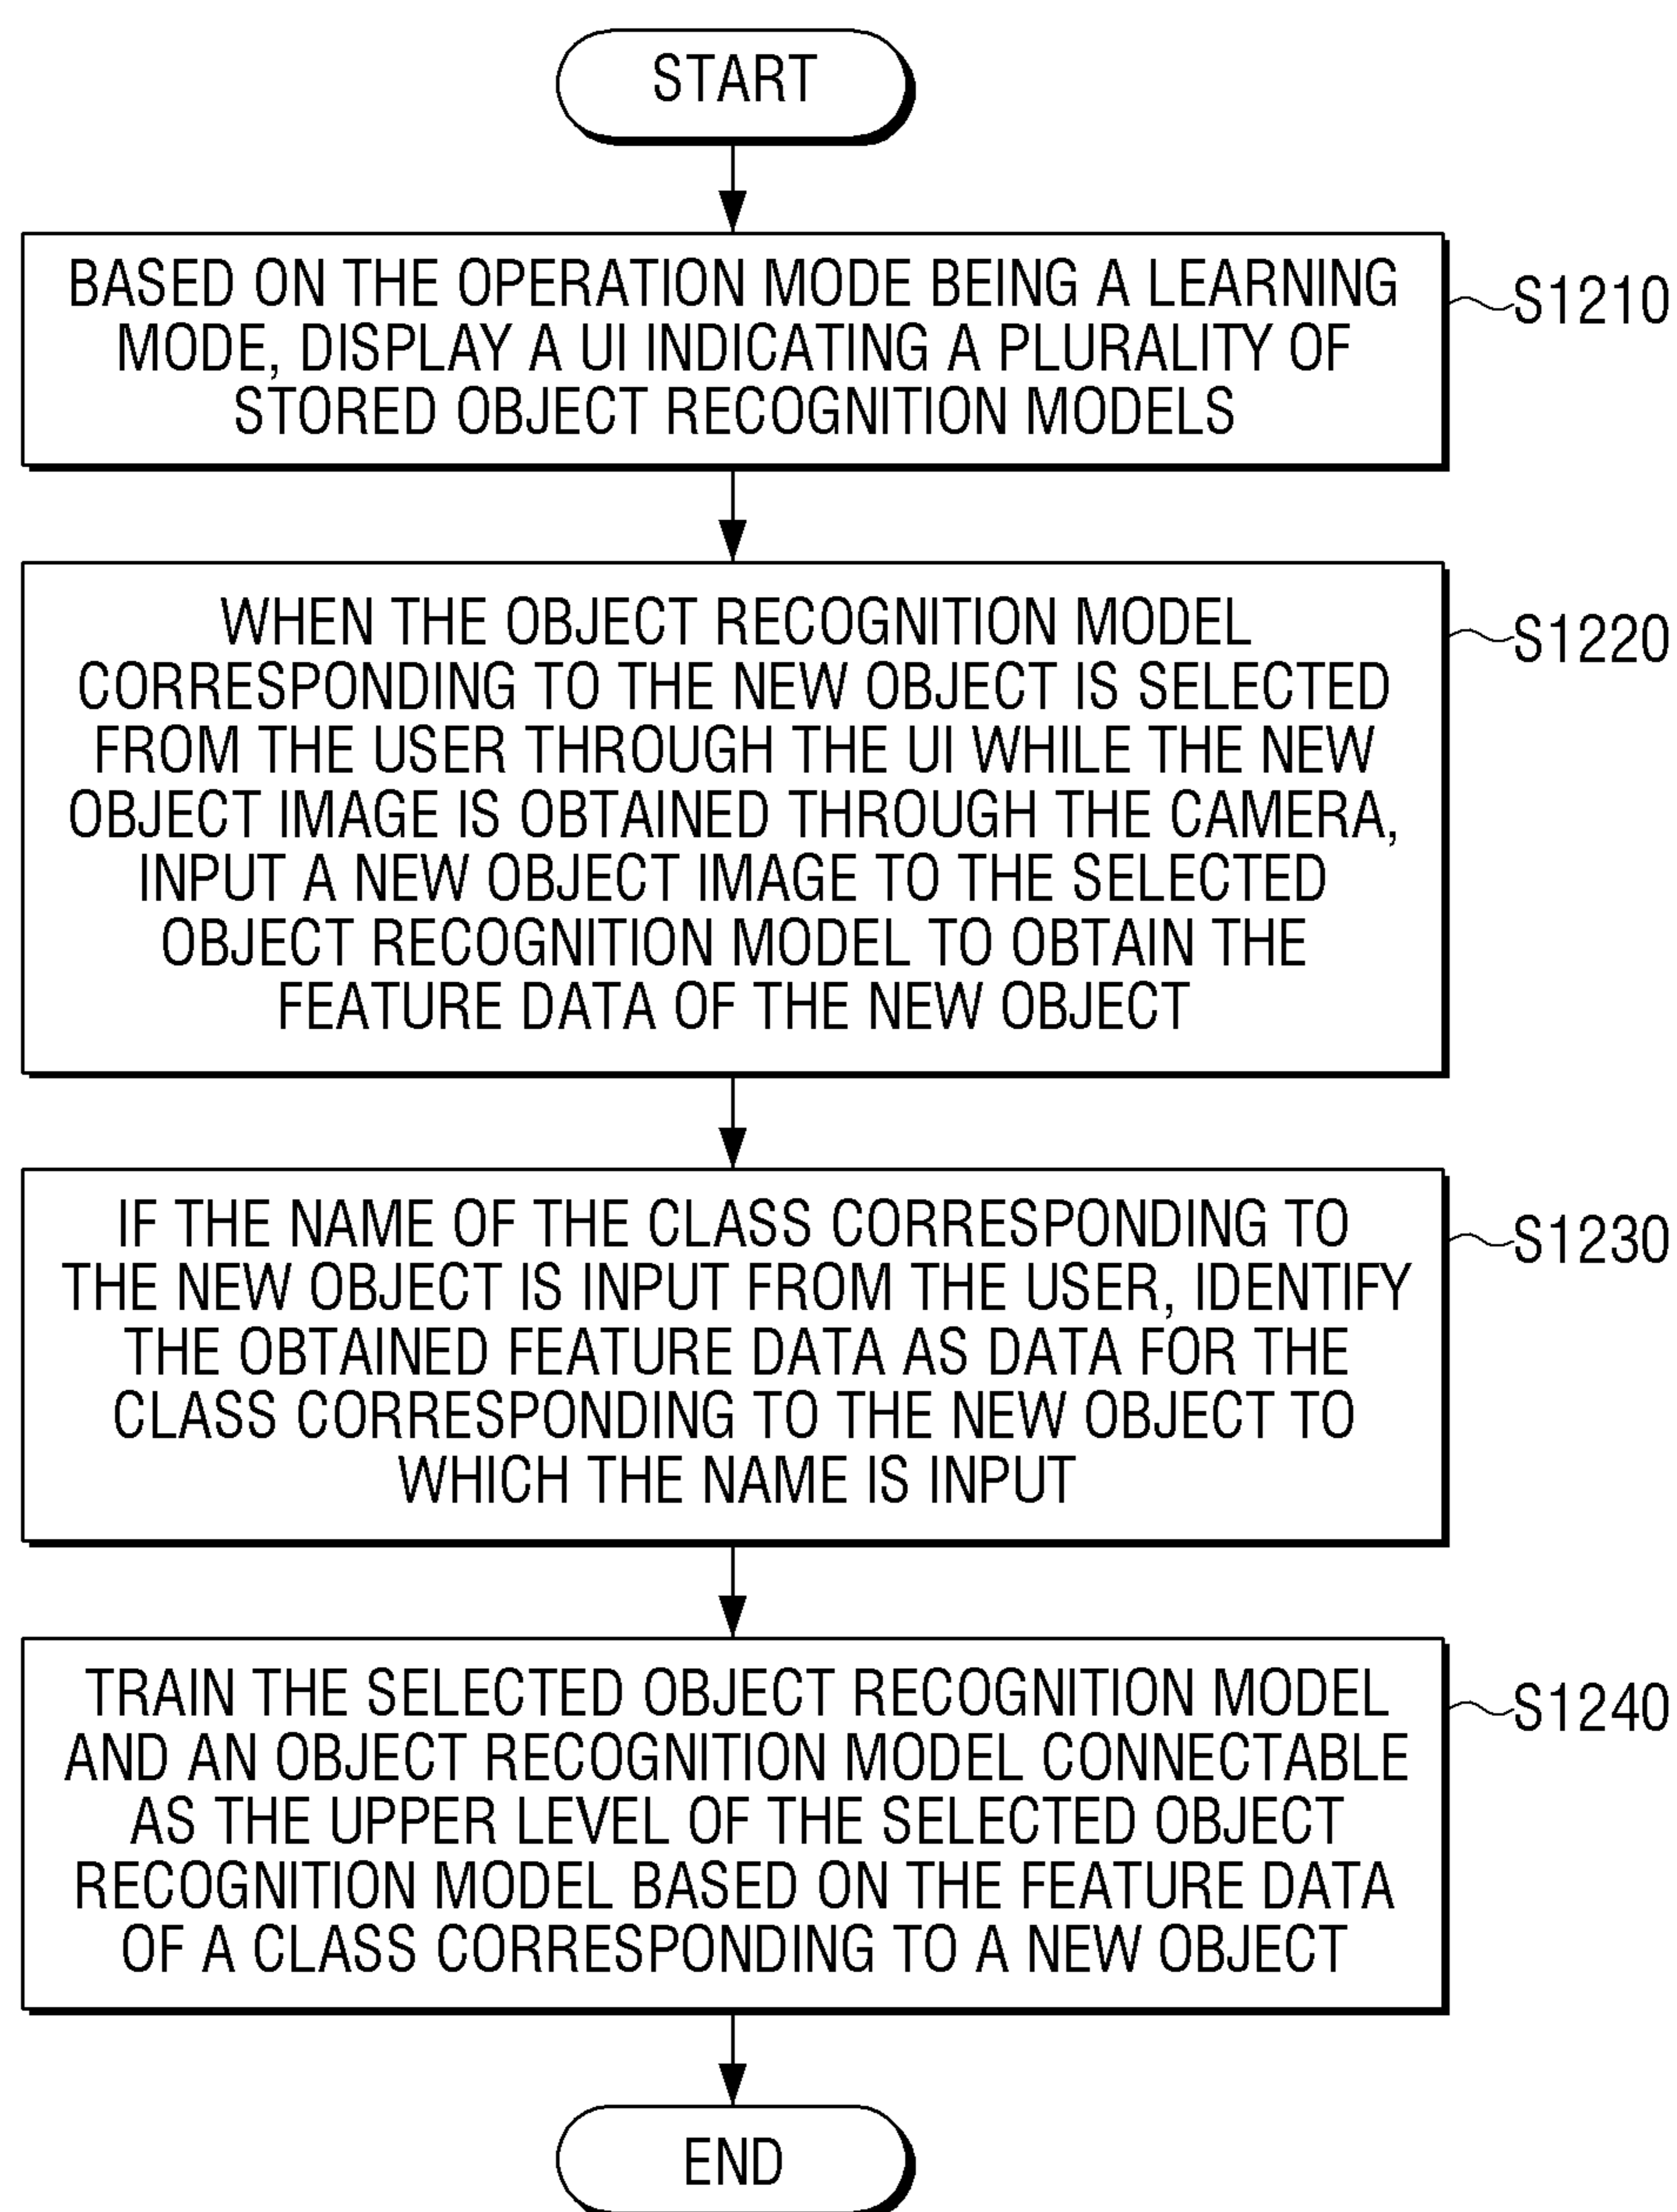 START
BASED ON THE OPERATION MODE BEING A LEARNING
MODE, DISPLAY A UI INDICATING A PLURALITY OF
STORED OBJECT RECOGNITION MODELS
S1210
WHEN THE OBJECT RECOGNITION MODEL
CORRESPONDING TO THE NEW OBJECT IS SELECTED
FROM THE USER THROUGH THE UI WHILE THE NEW
OBJECT IMAGE IS OBTAINED THROUGH THE CAMERA,
INPUT A NEW OBJECT IMAGE TO THE SELECTED
OBJECT RECOGNITION MODEL TO OBTAIN THE
FEATURE DATA OF THE NEW OBJECT
S1220
IF THE NAME OF THE CLASS CORRESPONDING TO
THE NEW OBJECT IS INPUT FROM THE USER, IDENTIFY
THE OBTAINED FEATURE DATA AS DATA FOR THE
CLASS CORRESPONDING TO THE NEW OBJECT TO
WHICH THE NAME IS INPUT
S1230
TRAIN THE SELECTED OBJECT RECOGNITION MODEL
AND AN OBJECT RECOGNITION MODEL CONNECTABLE
AS THE UPPER LEVEL OF THE SELECTED OBJECT
RECOGNITION MODEL BASED ON THE FEATURE DATA
OF A CLASS CORRESPONDING TO A NEW OBJECT
S1240
END